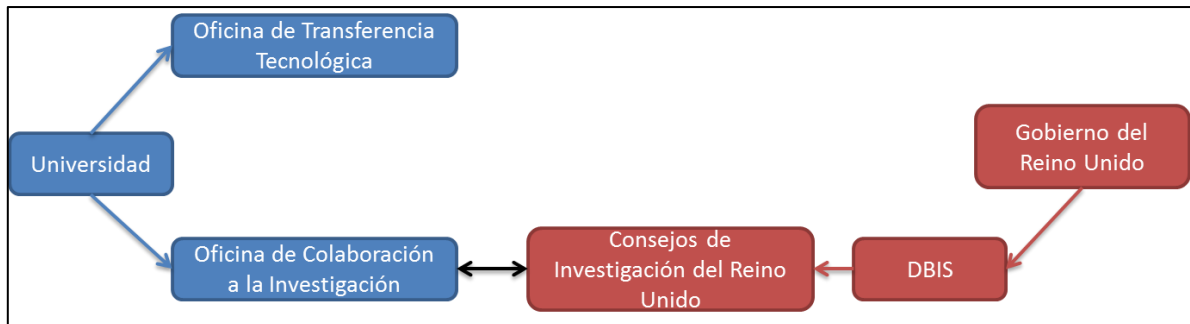 Oficina de Transferencia
Tecnológica
Universidad
Gobierno del
Reino Unido
Oficina de Colaboración
a la Investigación
Consejos de
Investigación del Reino
Unido
DBIS